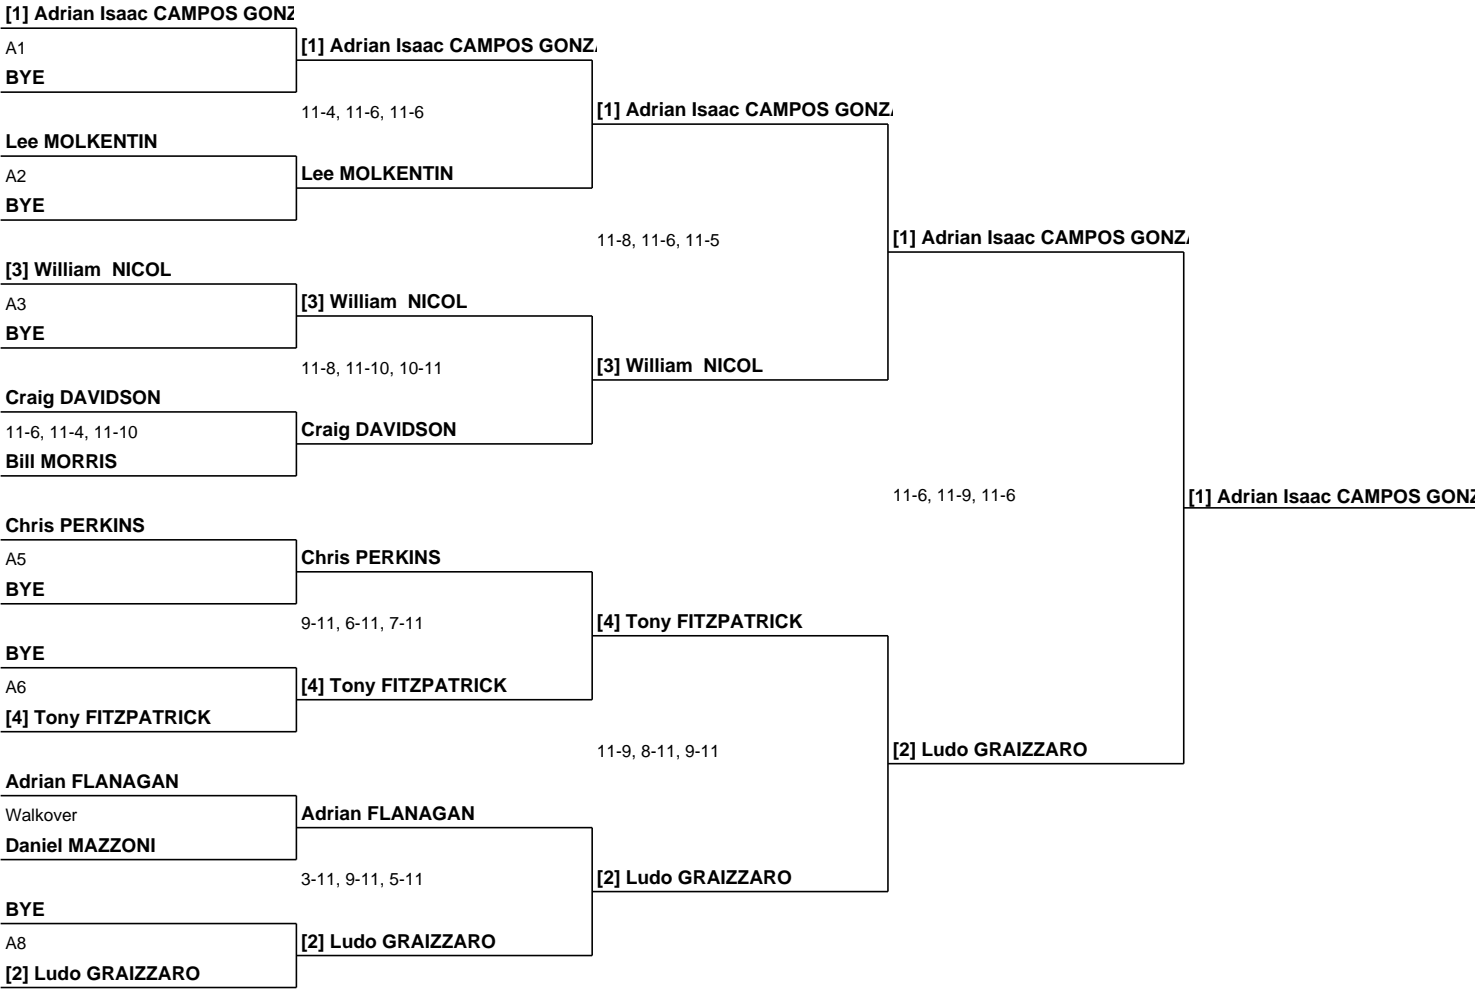 [1] Adrian Isaac CAMPOS GONZ
A1
BYE
Lee MOLKENTIN
A2
BYE
[3] William  NICOL
A3
BYE
Craig DAVIDSON
11-6, 11-4, 11-10
Bill MORRIS
Chris PERKINS
A5
BYE
BYE
A6
[4] Tony FITZPATRICK
Adrian FLANAGAN
Walkover
Daniel MAZZONI
BYE
A8
[2] Ludo GRAIZZARO
[1] Adrian Isaac CAMPOS GONZ
11-4, 11-6, 11-6
Lee MOLKENTIN
[3] William  NICOL
11-8, 11-10, 10-11
Craig DAVIDSON
Chris PERKINS
9-11, 6-11, 7-11
[4] Tony FITZPATRICK
Adrian FLANAGAN
3-11, 9-11, 5-11
[2] Ludo GRAIZZARO
[1] Adrian Isaac CAMPOS GONZ
11-8, 11-6, 11-5
[3] William  NICOL
[4] Tony FITZPATRICK
11-9, 8-11, 9-11
[2] Ludo GRAIZZARO
[1] Adrian Isaac CAMPOS GONZ
11-6, 11-9, 11-6
[2] Ludo GRAIZZARO
[1] Adrian Isaac CAMPOS GONZ